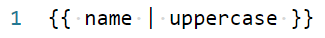 1 {{ name | uppercase }}